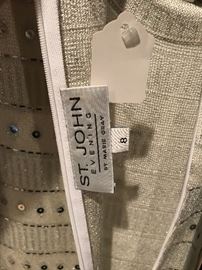 ST. JOHN
EVENING
BY MARIE GRAY
8